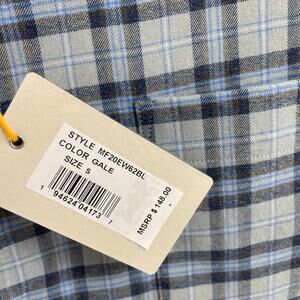 STYLE MF20EW62BL
COLOR GALE
SIZE S
1 94624 04173 7
MSRP $148.00